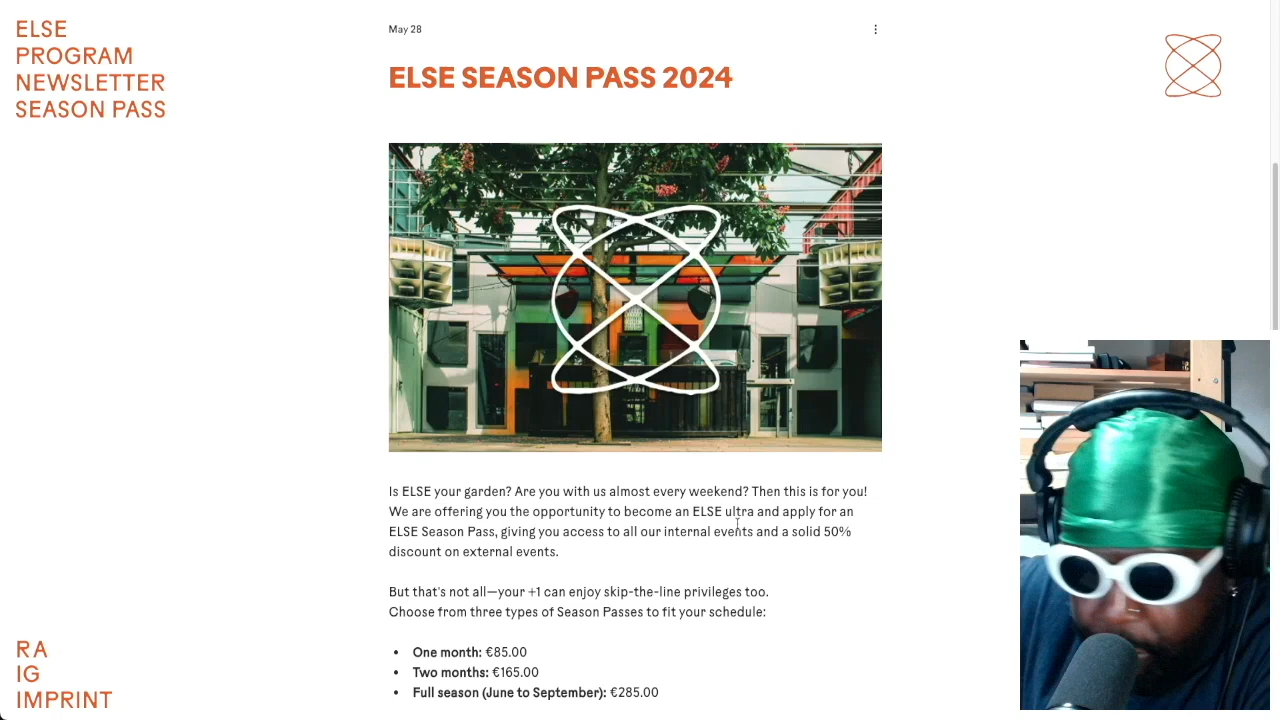 ELSE
PROGRAM
NEWSLETTER
SEASON PASS
May 28
ELSE SEASON PASS 2024
Is ELSE your garden? Are you with us almost every weekend? Then this is for you!
We are offering you the opportunity to become an ELSE ultra and apply for an
ELSE Season Pass, giving you access to all our internal events and a solid 50%
discount on external events.
But that's not all—your +1 can enjoy skip-the-line privileges too.
Choose from three types of Season Passes to fit your schedule:
• One month: €85.00
• Two months: €165.00
• Full season (June to September): €285.00
RA
IG
IMPRINT